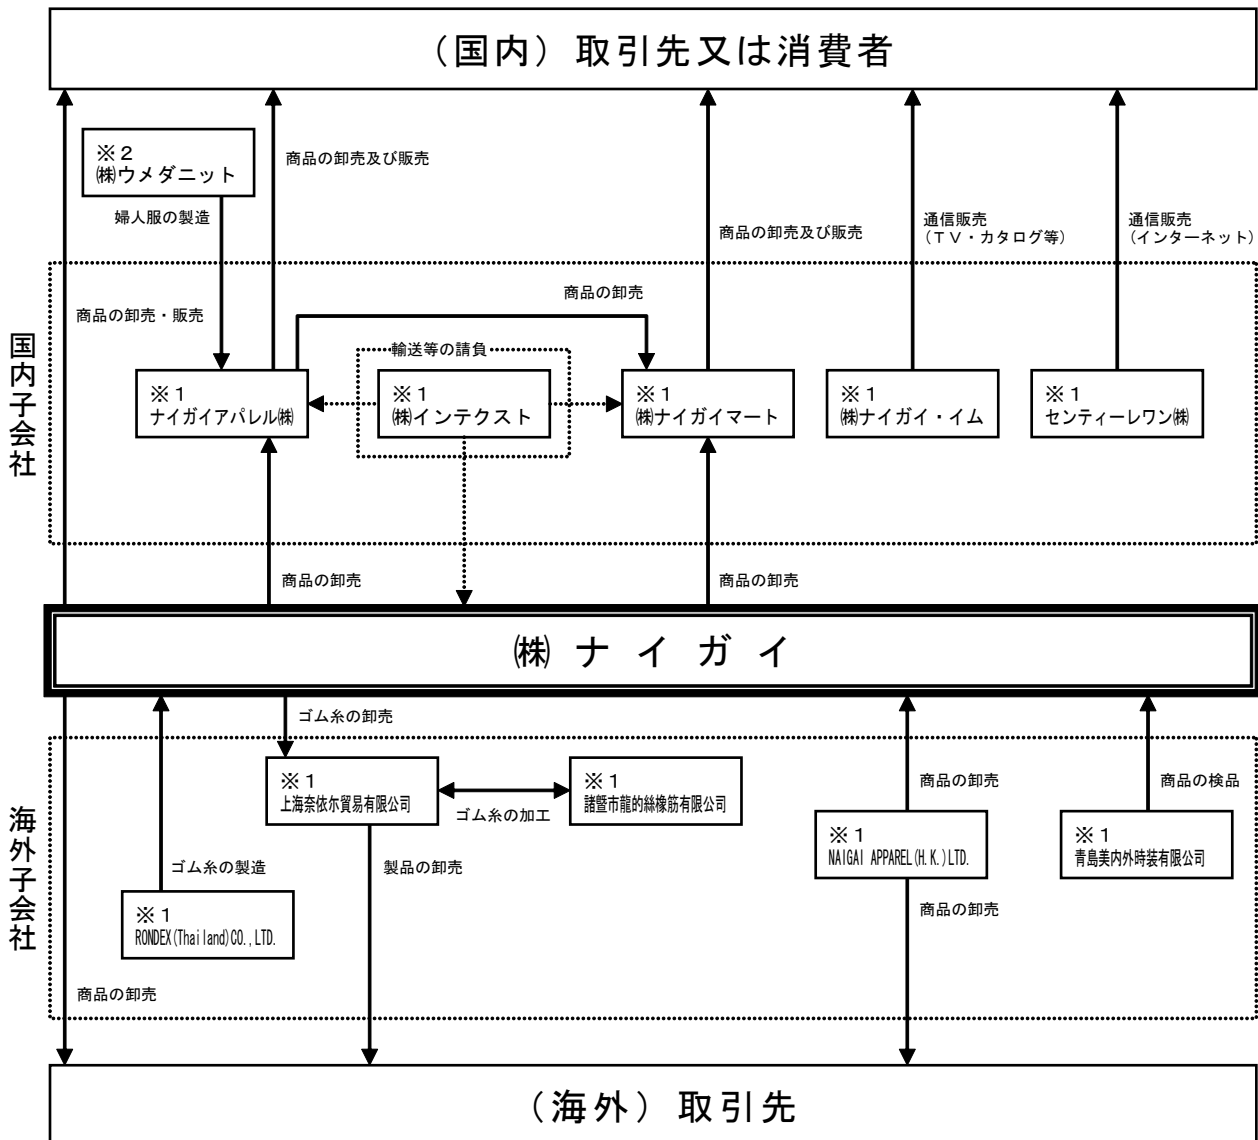 （国内）取引先又は消費者
※２
㈱ウメダニット
商品の卸売及び販売
婦人服の製造
商品の卸売及び販売
通信販売
（ＴＶ・カタログ等）
通信販売
（インターネット）
国内子会社
商品の卸売・販売
商品の卸売
輸送等の請負
※１
ナイガイアパレル㈱
※１
㈱インテクスト
※１
㈱ナイガイマート
※１
㈱ナイガイ・イム
※１
センティーレワン㈱
商品の卸売
商品の卸売
㈱ナイガイ
ゴム糸の卸売
海外子会社
※１
上海奈依尓貿易有限公司
ゴム糸の加工
※１
諸暨市龍的絲橡筋有限公司
商品の卸売
商品の検品
※１
NAIGAI APPAREL(H.K.)LTD.
※１
青島美内外時装有限公司
ゴム糸の製造
製品の卸売
※１
RONDEX(Thailand)CO.,LTD.
商品の卸売
商品の卸売
（海外）取引先